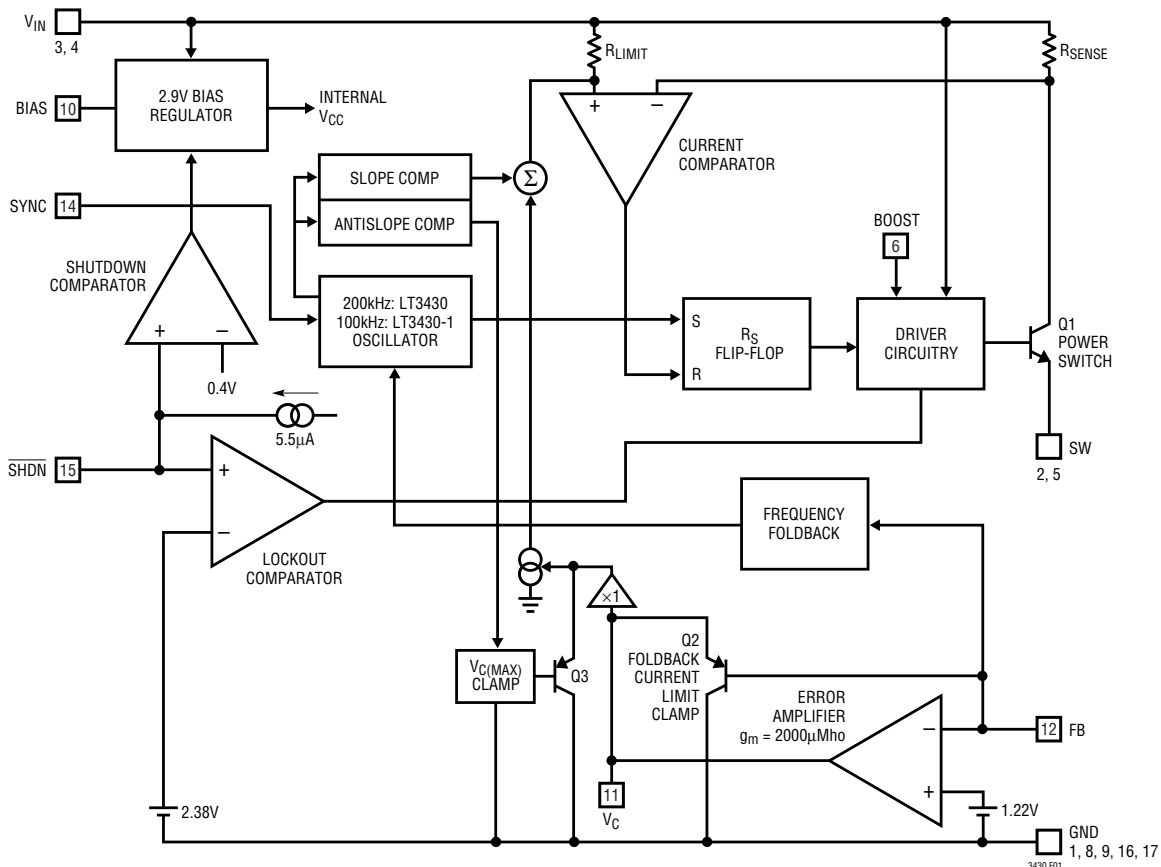 VIN
3, 4
RLIMIT
RSENSE
2.9V BIAS
REGULATOR
BIAS
10
INTERNAL
VCC
+
−
CURRENT
COMPARATOR
SLOPE COMP
Σ
ANTISLOPE COMP
SYNC
14
BOOST
6
SHUTDOWN
COMPARATOR
+
−
0.4V
200kHz: LT3430
100kHz: LT3430-1
OSCILLATOR
S
RS
FLIP-FLOP
R
DRIVER
CIRCUITRY
Q1
POWER
SWITCH
5.5µA
SHDN
15
+
−
LOCKOUT
COMPARATOR
SW
2, 5
FREQUENCY
FOLDBACK
×1
VC(MAX)
CLAMP
Q3
Q2
FOLDBACK
CURRENT
LIMIT
CLAMP
ERROR
AMPLIFIER
gm = 2000µMho
−
+
12
FB
11
VC
2.38V
1.22V
GND
1, 8, 9, 16, 17
3430 F01